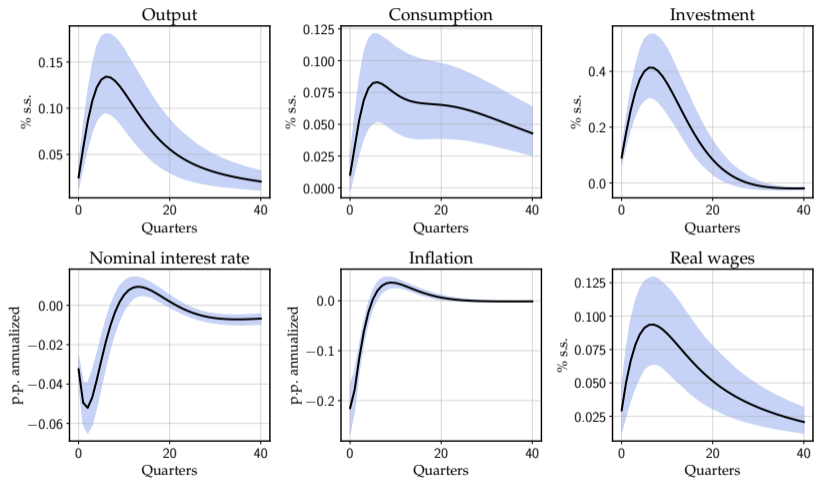 Output
Consumption
Investment
% s.s.
0.15
0.10
0.05
0
20
40
Quarters
% s.s.
0.125
0.100
0.075
0.050
0.025
0.000
0
20
40
Quarters
% s.s.
0.4
0.2
0.0
0
20
40
Quarters
Nominal interest rate
Inflation
Real wages
p.p. annualized
0.00
−0.02
−0.04
−0.06
0
20
40
Quarters
p.p. annualized
0.0
−0.1
−0.2
0
20
40
Quarters
% s.s.
0.125
0.100
0.075
0.050
0.025
0
20
40
Quarters